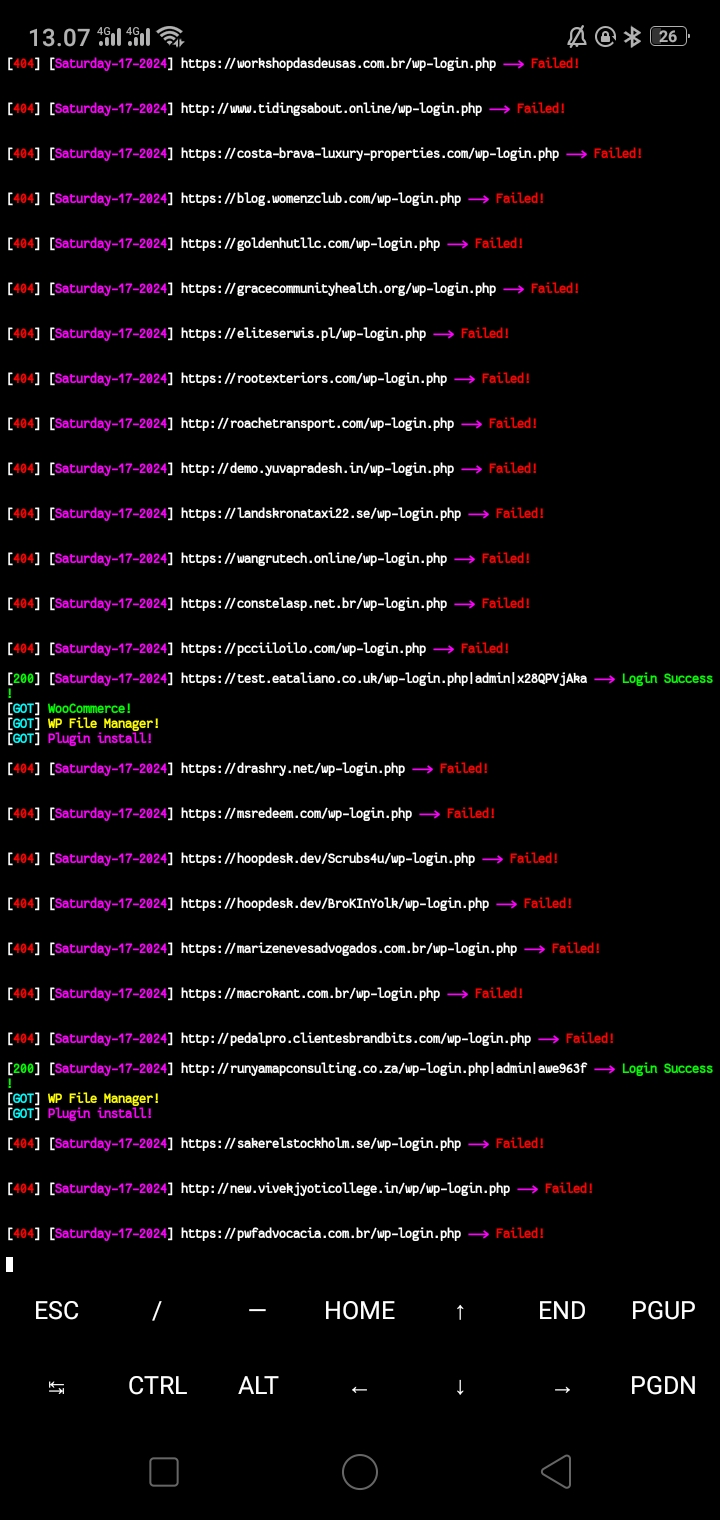 13.07 4G 4G 26
[404] [Saturday-17-2024] https://workshopdasdeusas.com.br/wp-login.php --> Failed!
[404] [Saturday-17-2024] http://www.tidingsabout.online/wp-login.php --> Failed!
[404] [Saturday-17-2024] https://costa-brava-luxury-properties.com/wp-login.php --> Failed!
[404] [Saturday-17-2024] https://blog.womenzclub.com/wp-login.php --> Failed!
[404] [Saturday-17-2024] https://goldenhutllc.com/wp-login.php --> Failed!
[404] [Saturday-17-2024] https://gracecommunityhealth.org/wp-login.php --> Failed!
[404] [Saturday-17-2024] https://eliteserwis.pl/wp-login.php --> Failed!
[404] [Saturday-17-2024] https://rootexteriors.com/wp-login.php --> Failed!
[404] [Saturday-17-2024] http://roachetransport.com/wp-login.php --> Failed!
[404] [Saturday-17-2024] http://demo.yuvapradesh.in/wp-login.php --> Failed!
[404] [Saturday-17-2024] https://landskronataxi22.se/wp-login.php --> Failed!
[404] [Saturday-17-2024] https://wangrutech.online/wp-login.php --> Failed!
[404] [Saturday-17-2024] https://constelasp.net.br/wp-login.php --> Failed!
[404] [Saturday-17-2024] https://pcciiloilo.com/wp-login.php --> Failed!
[200] [Saturday-17-2024] https://test.eataliano.co.uk/wp-login.php|admin|x28QPVjAka --> Login Success
!
[GOT] WooCommerce!
[GOT] WP File Manager!
[GOT] Plugin install!
[404] [Saturday-17-2024] https://drashry.net/wp-login.php --> Failed!
[404] [Saturday-17-2024] https://msredeem.com/wp-login.php --> Failed!
[404] [Saturday-17-2024] https://hoopdesk.dev/Scrubs4u/wp-login.php --> Failed!
[404] [Saturday-17-2024] https://hoopdesk.dev/BroKInYolk/wp-login.php --> Failed!
[404] [Saturday-17-2024] https://marizenevesadvogados.com.br/wp-login.php --> Failed!
[404] [Saturday-17-2024] https://macrokant.com.br/wp-login.php --> Failed!
[404] [Saturday-17-2024] http://pedalpro.clientesbrandbits.com/wp-login.php --> Failed!
[200] [Saturday-17-2024] http://runyamapconsulting.co.za/wp-login.php|admin|awe963f --> Login Success
!
[GOT] WP File Manager!
[GOT] Plugin install!
[404] [Saturday-17-2024] https://sakerelstockholm.se/wp-login.php --> Failed!
[404] [Saturday-17-2024] http://new.vivekjyoticollege.in/wp/wp-login.php --> Failed!
[404] [Saturday-17-2024] https://pwfadvocacia.com.br/wp-login.php --> Failed!
ESC / — HOME ↑ END PGUP
↹ CTRL ALT ← ↓ → PGDN